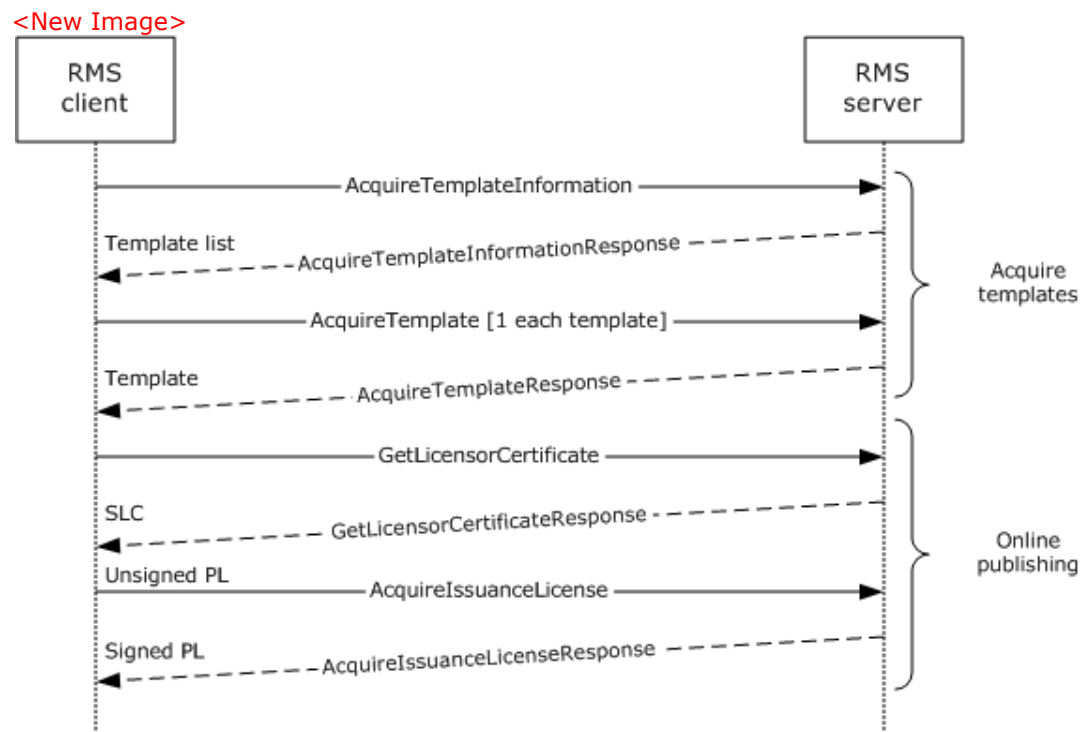 <New Image>
RMS
client
RMS
server
AcquireTemplateInformation
Template list
AcquireTemplateInformationResponse
Acquire
templates
AcquireTemplate [1 each template]
Template
AcquireTemplateResponse
GetLicensorCertificate
SLC
GetLicensorCertificateResponse
Online
publishing
Unsigned PL
AcquireIssuanceLicense
Signed PL
AcquireIssuanceLicenseResponse